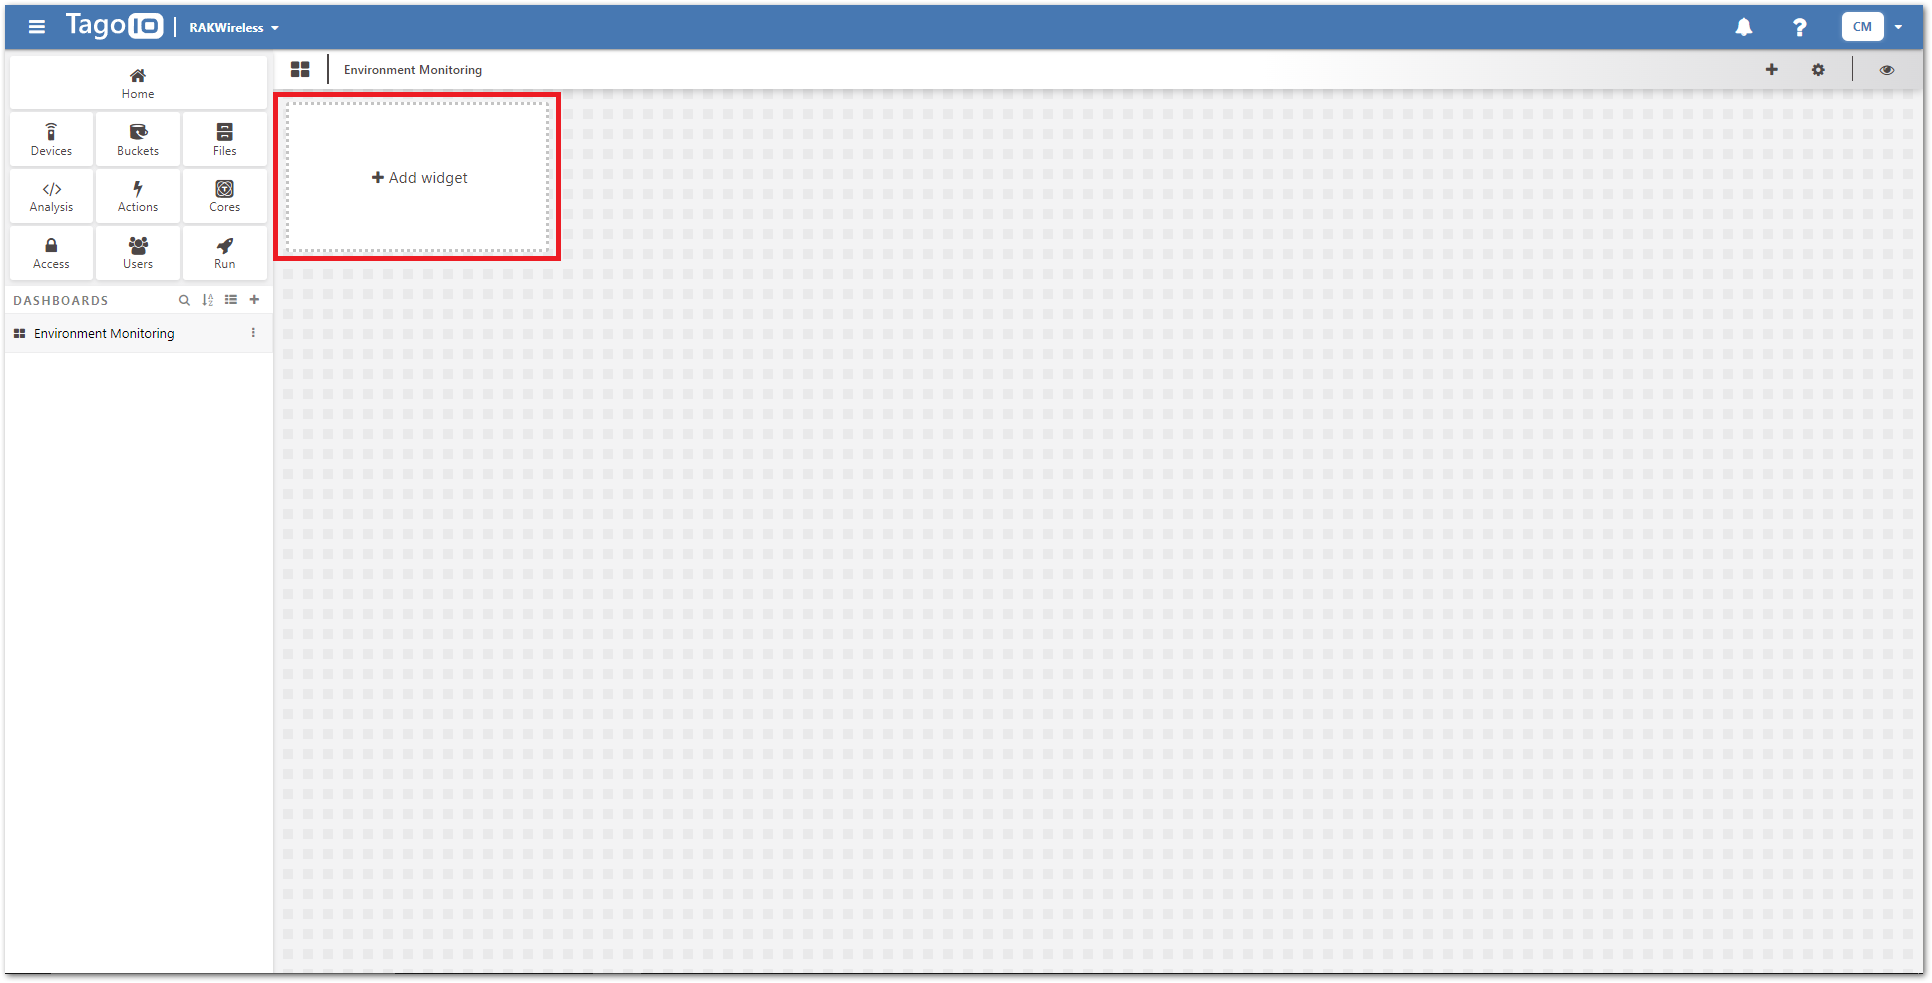 TagoIO
RAKWireless
CM
Home
Environment Monitoring
Devices
Buckets
Files
Add widget
Analysis
Actions
Cores
Access
Users
Run
DASHBOARDS
Environment Monitoring